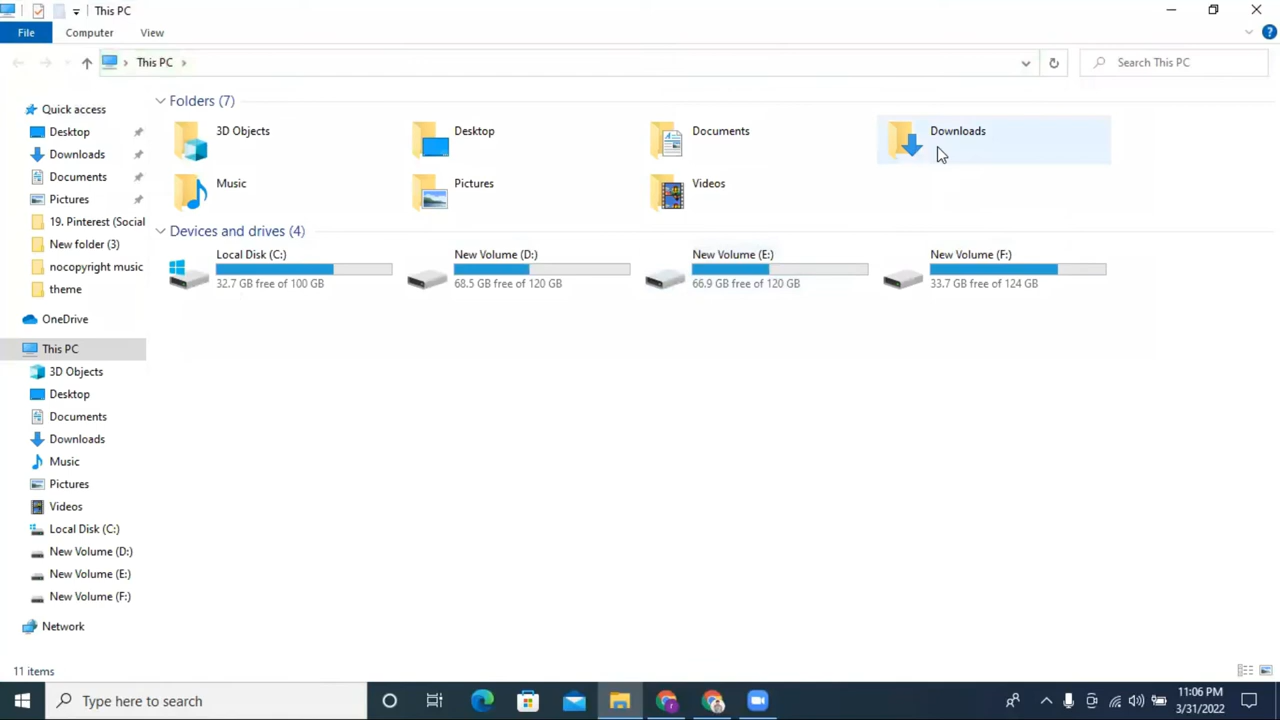 This PC
File Computer View
This PC
Search This PC
Quick access
Desktop
Downloads
Documents
Pictures
19. Pinterest (Social
New folder (3)
nocopyright music
theme
OneDrive
This PC
3D Objects
Desktop
Documents
Downloads
Music
Pictures
Videos
Local Disk (C:)
New Volume (D:)
New Volume (E:)
New Volume (F:)
Network
Folders (7)
3D Objects Desktop Documents Downloads
Music Pictures Videos
Devices and drives (4)
Local Disk (C:) New Volume (D:) New Volume (E:) New Volume (F:)
32.7 GB free of 100 GB 68.5 GB free of 120 GB 66.9 GB free of 120 GB 33.7 GB free of 124 GB
11 items
Type here to search
11:06 PM
3/31/2022